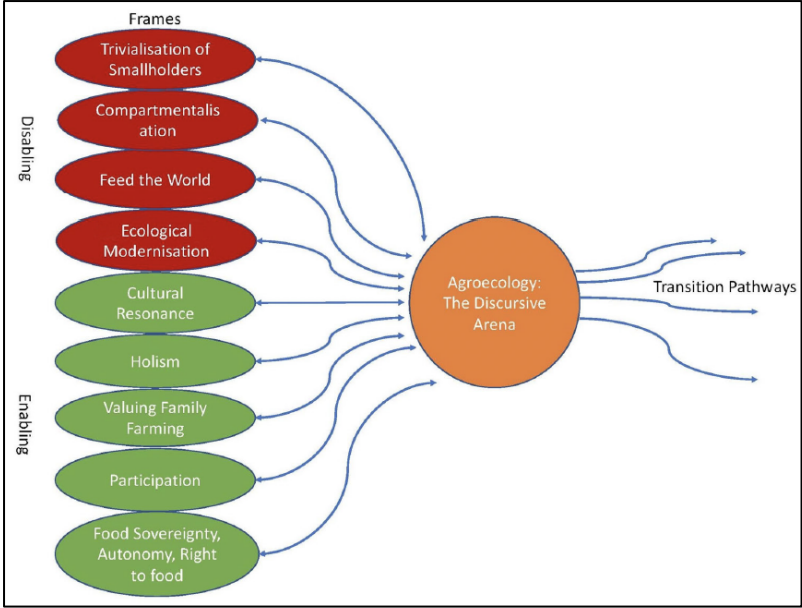 Frames
Disabling
Trivialisation of
Smallholders
Compartmentalis
ation
Feed the World
Ecological
Modernisation
Enabling
Cultural
Resonance
Holism
Valuing Family
Farming
Participation
Food Sovereignty,
Autonomy, Right
to food
Agroecology:
The Discursive
Arena
Transition Pathways